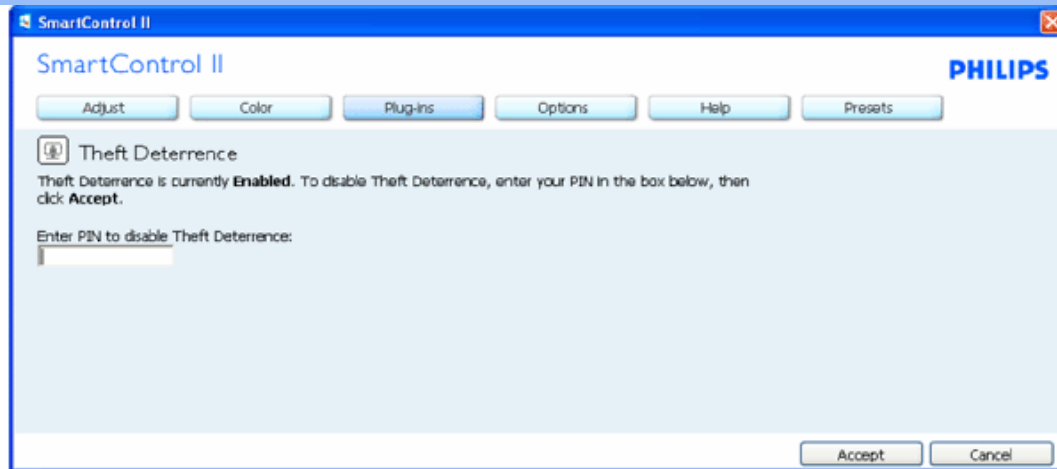 SmartControl II
SmartControl II
PHILIPS
Adjust Color Plug-ins Options Help Presets
Theft Deterrence
Theft Deterrence is currently Enabled. To disable Theft Deterrence, enter your PIN in the box below, then
click Accept.
Enter PIN to disable Theft Deterrence:
Accept Cancel